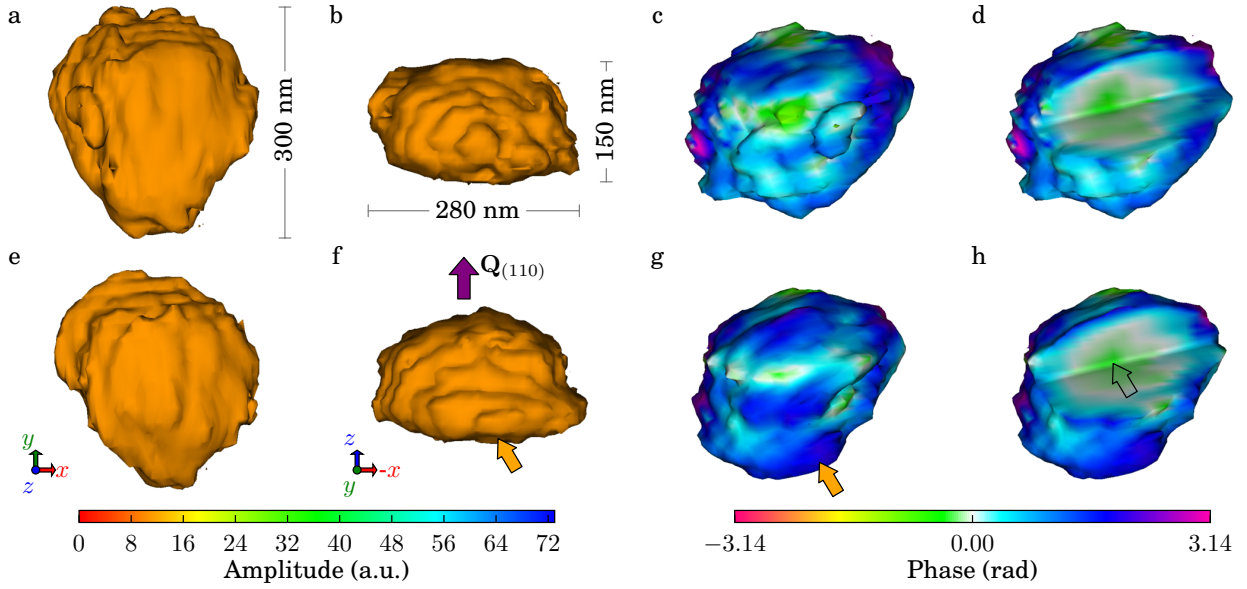 a
b
c
d
300 nm
150 nm
280 nm
e
f
g
h
Q(110)
y
x
z
z
-x
y
0 8 16 24 32 40 48 56 64 72
Amplitude (a.u.)
−3.14 0.00 3.14
Phase (rad)